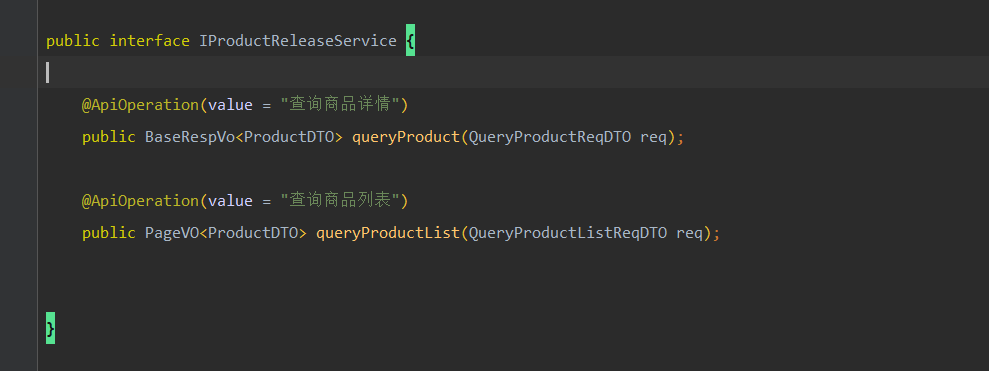 public interface IProductReleaseService {
@ApiOperation(value = "查询商品详情")
public BaseRespVo<ProductDTO> queryProduct(QueryProductReqDTO req);
@ApiOperation(value = "查询商品列表")
public PageVO<ProductDTO> queryProductList(QueryProductListReqDTO req);
}